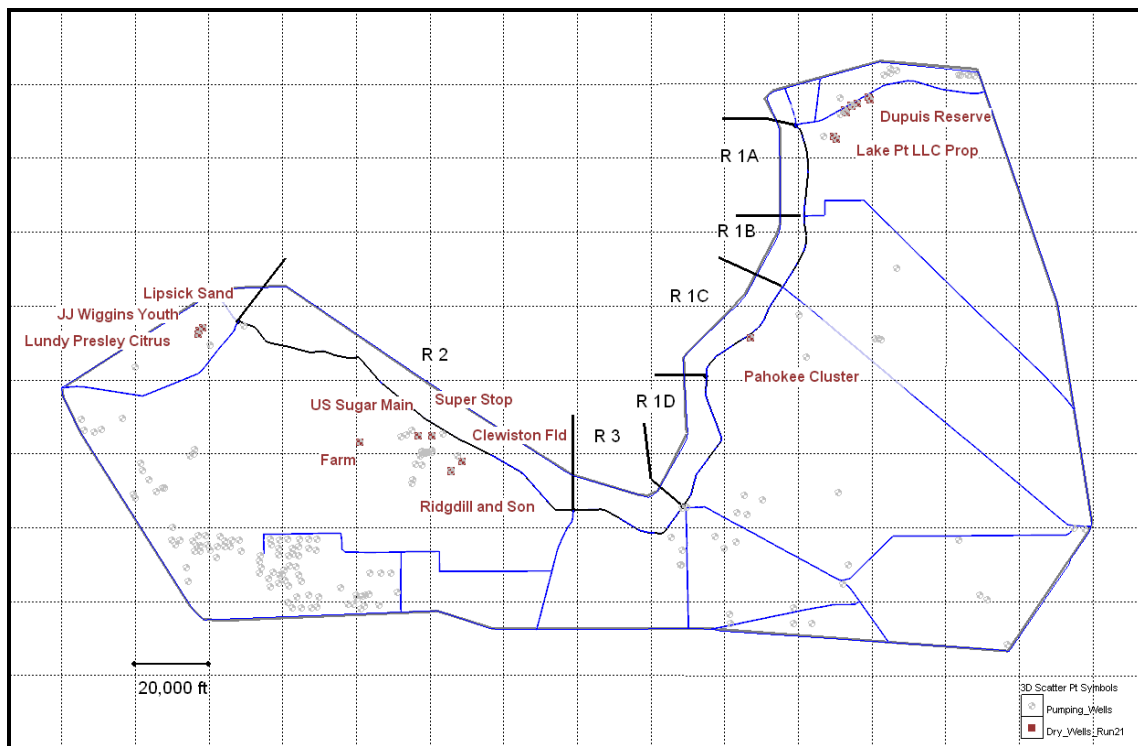 Dupuis Reserve
Lake Pt LLC Prop
R 1A
R 1B
Lipsick Sand
R 1C
JJ Wiggins Youth
Lundy Presley Citrus
R 2
Pahokee Cluster
US Sugar Main
Super Stop
R 1D
Clewiston Fld
R 3
Farm
Ridgdill and Son
20,000 ft
3D Scatter Pt Symbols
Pumping_Wells
Dry_Wells_Run21